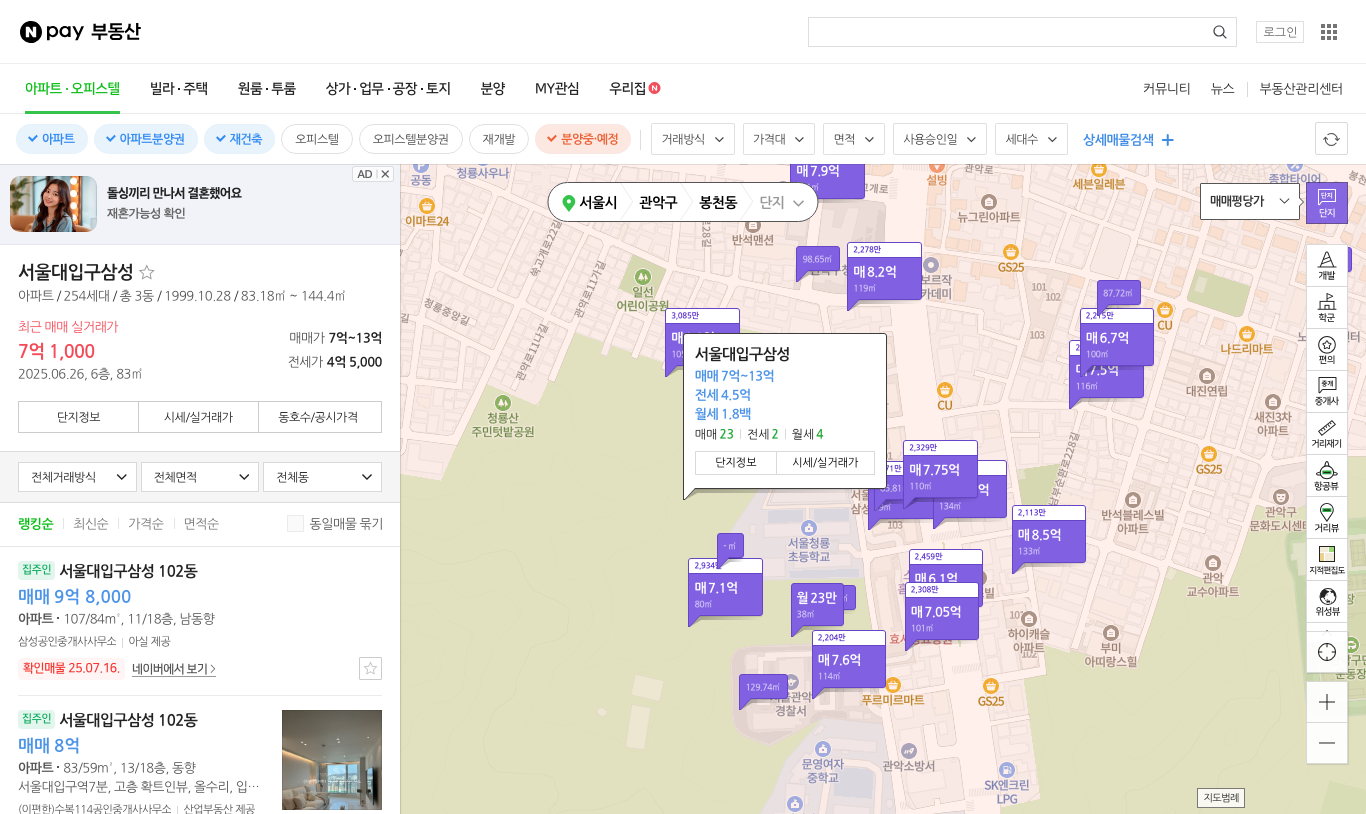 N pay 부동산
로그인
아파트·오피스텔 빌라·주택 원룸·투룸 상가·업무·공장·토지 분양 MY관심 우리집 N
커뮤니티 뉴스 부동산관리센터
아파트 아파트분양권 재건축 오피스텔 오피스텔분양권 재개발 분양중·예정
거래방식 가격대 면적 사용승인일 세대수 상세매물검색
AD
돌싱끼리 만나서 결혼했어요
재혼가능성 확인
서울대입구삼성
아파트 / 254세대 / 총 3동 / 1999.10.28 / 83.18㎡ ~ 144.4㎡
최근 매매 실거래가
7억 1,000
2025.06.26, 6층, 83㎡
매매가 7억~13억
전세가 4억 5,000
단지정보 시세/실거래가 동호수/공시가격
전체거래방식 전체면적 전체동
랭킹순 최신순 가격순 면적순
동일매물 묶기
집주인 서울대입구삼성 102동
매매 9억 8,000
아파트 · 107/84m², 11/18층, 남동향
삼성공인중개사사무소 아실 제공
확인매물 25.07.16. 네이버에서 보기
집주인 서울대입구삼성 102동
매매 8억
아파트 · 83/59m², 13/18층, 동향
서울대입구역7분, 고층 확트인뷰, 올수리, 입…
(이편한)수복114공인중개사사무소 산업부동산 제공
서울시 관악구 봉천동 단지
매매평당가
단지
단지
개발
학군
편의
중개
중개사
거리재기
항공뷰
거리뷰
지적편집도
위성뷰
지도범례
공동
청룡사우나
이마트24
매 7.9억
설빙
세븐일레븐
종합타이어
뉴그린아파트
반석맨션
쑥고개로22길
관악로11가길
청룡중앙길
관악로11나길
98.65㎡
2,278만
매 8.2억
119㎡
GS25
일선
어린이공원
3,085만
101
102
102
103
87.72㎡
CU
매 6.7억
100㎡
매 7.5억
116㎡
나드리마트
대진연립
새진3차
아파트
GS25
CU
청룡산
주민텃밭공원
서울대입구삼성
매매 7억~13억
전세 4.5억
월세 1.8백
매매 23 전세 2 월세 4
단지정보 시세/실거래가
2,329만
매 7.75억
110㎡
134㎡
103
남부순환로228길
반석블레스빌
아파트
관악구
문화도시센터
2,113만
매 8.5억
133㎡
서울청룡
초등학교
- ㎡
매 7.1억
80㎡
월 23만
38㎡
2,459만
매 6.1억
2,308만
매 7.05억
101㎡
관악
교수아파트
하이캐슬
아파트
102
부미
아띠랑스힐
2,204만
매 7.6억
114㎡
129.74㎡
경찰서
푸르미르마트
GS25
문영여자
중학교
관악소방서
SK엔크린
LPG